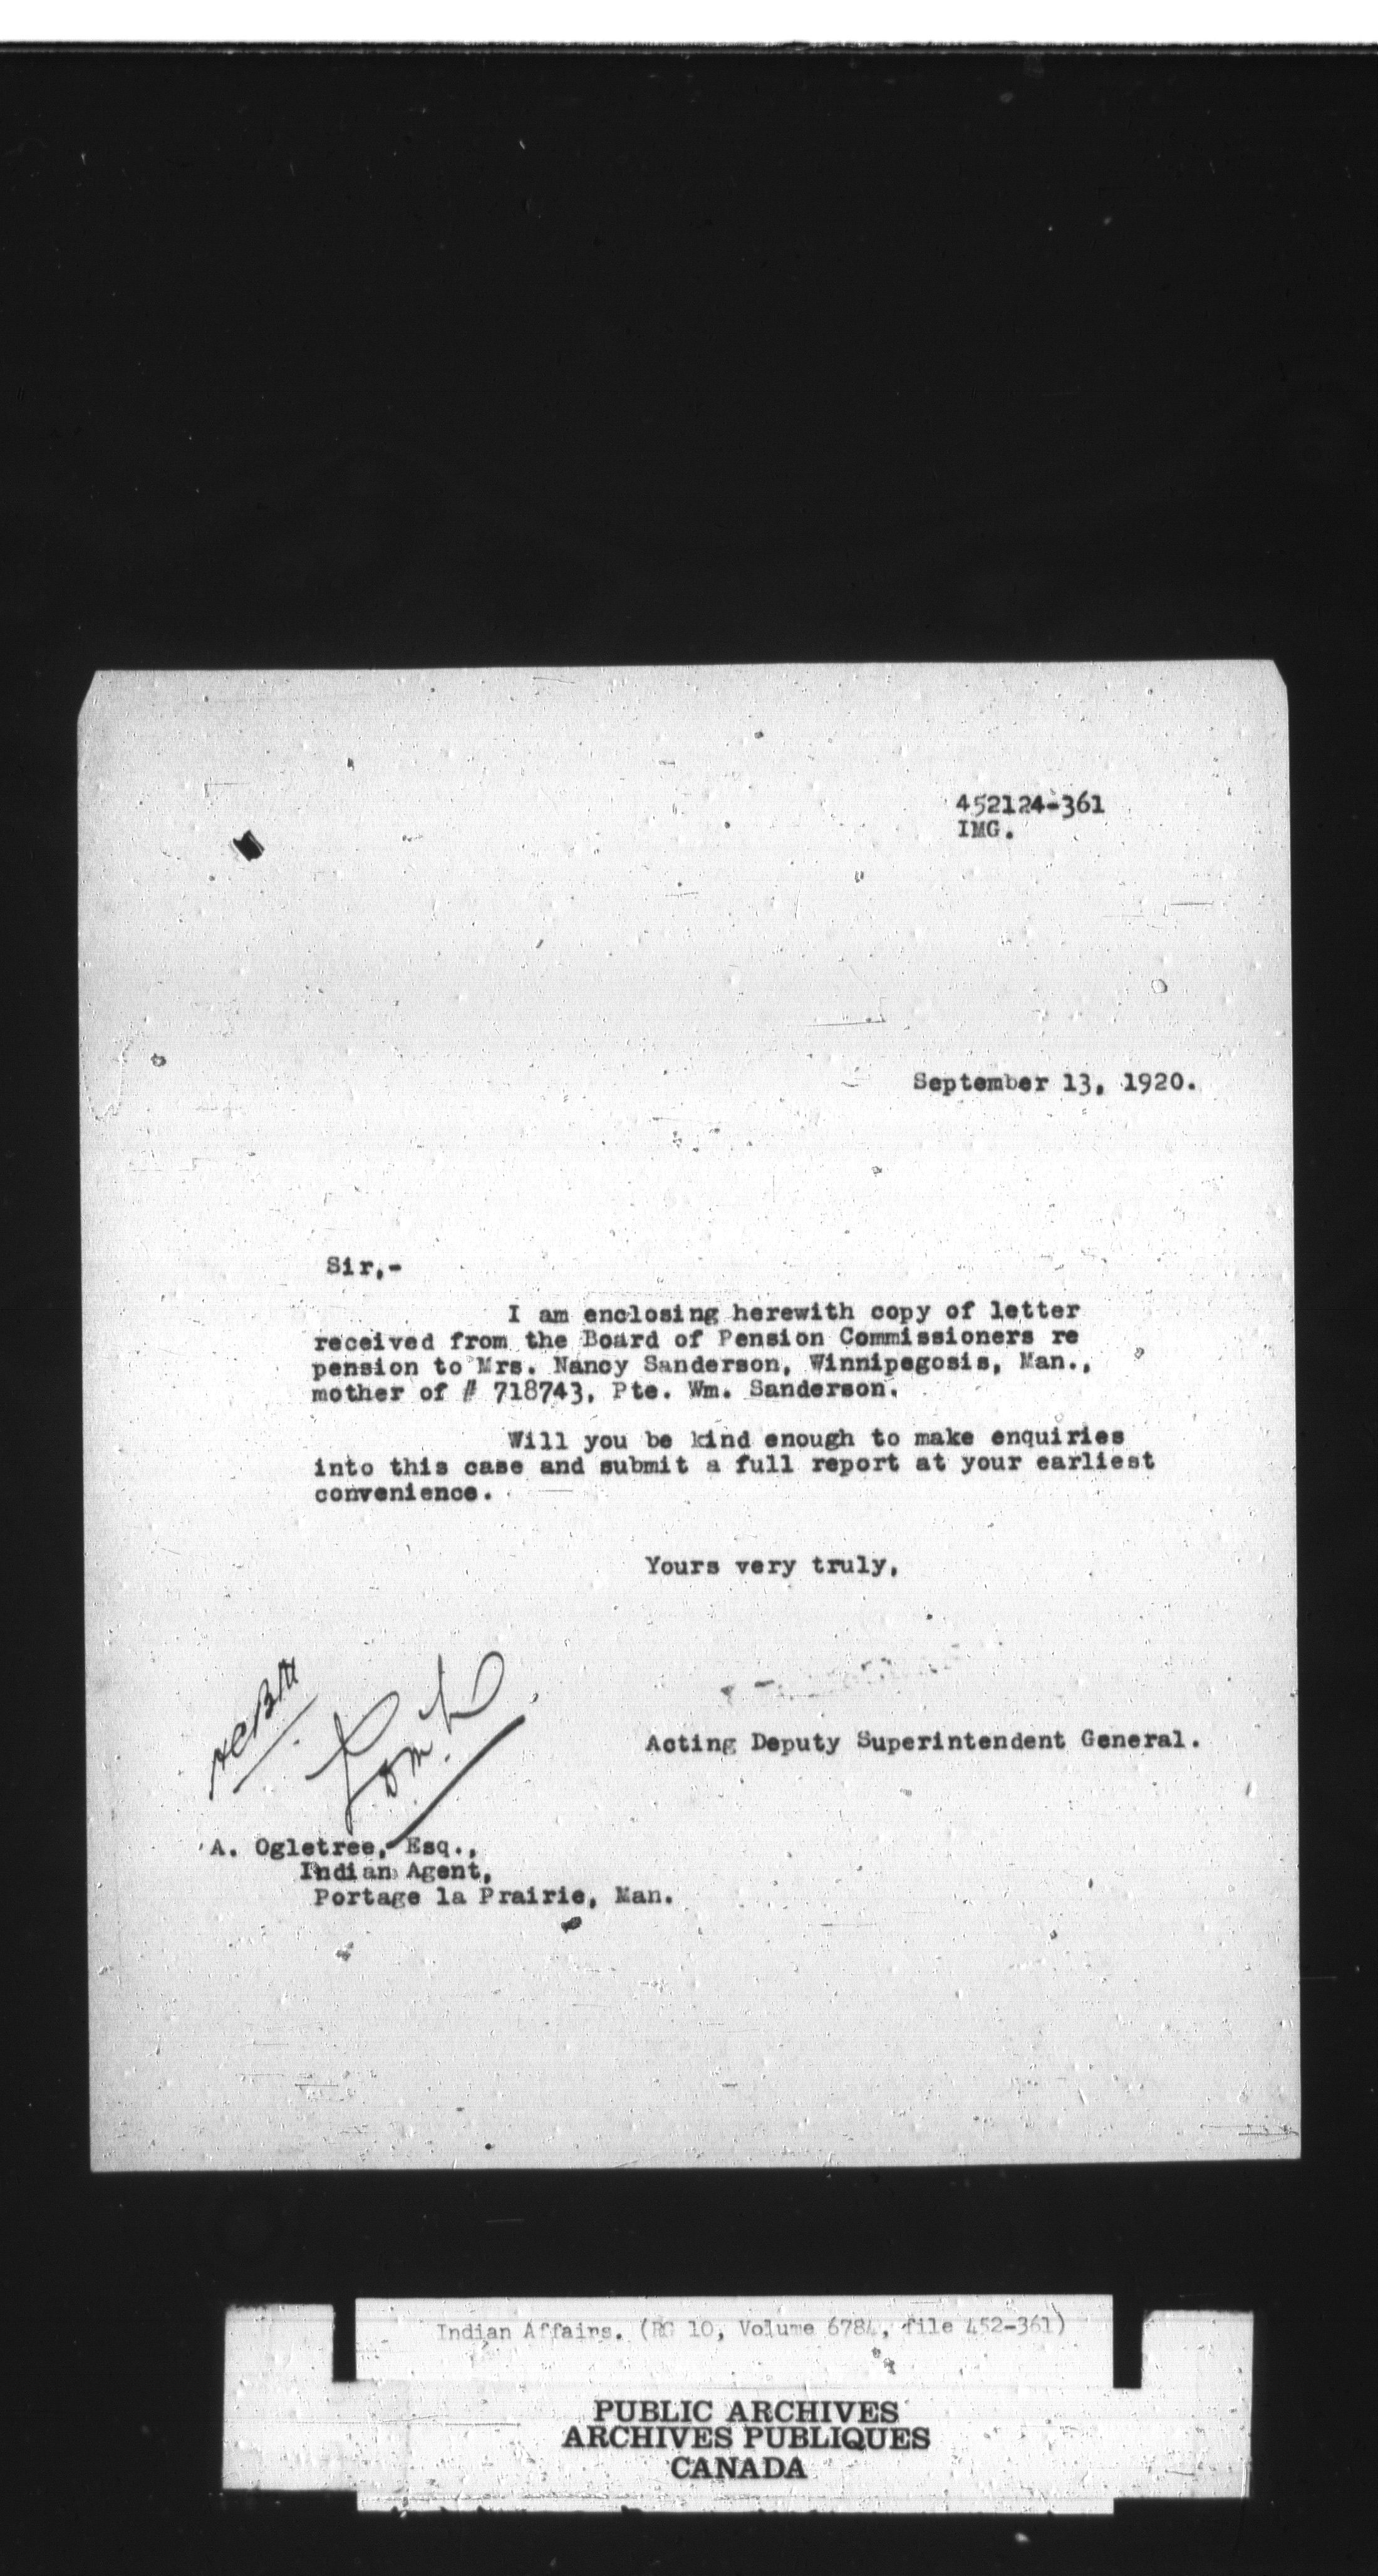 452124-361
IMG.
September 13, 1920.
Sir,-
I am enclosing herewith copy of letter
received from the Board of Pension Commissioners re
pension to Mrs. Nancy Sanderson, Winnipegosis, Man.,
mother of # 718743, Pte. Wm. Sanderson.
Will you be kind enough to make enquiries
into this case and submit a full report at your earliest
convenience.
Yours very truly,
Acting Deputy Superintendent General.
A. Ogletree, Esq.,
Indian Agent,
Portage la Prairie, Man.
Indian Affairs. (RG 10, Volume 6784, file 452-361)
PUBLIC ARCHIVES
ARCHIVES PUBLIQUES
CANADA